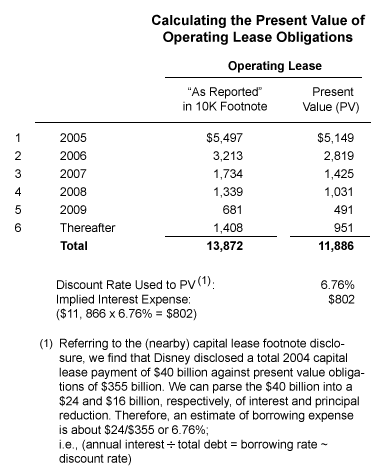 Calculating the Present Value of
Operating Lease Obligations
Operating Lease
"As Reported" Present
in 10K Footnote Value (PV)
1 2005 $5,497 $5,149
2 2006 3,213 2,819
3 2007 1,734 1,425
4 2008 1,339 1,031
5 2009 681 491
6 Thereafter 1,408 951
Total 13,872 11,886
Discount Rate Used to PV (1): 6.76%
Implied Interest Expense: $802
($11, 866 x 6.76% = $802)
(1) Referring to the (nearby) capital lease footnote disclo-
sure, we find that Disney disclosed a total 2004 capital
lease payment of $40 billion against present value obliga-
tions of $355 billion. We can parse the $40 billion into a
$24 and $16 billion, respectively, of interest and principal
reduction. Therefore, an estimate of borrowing expense
is about $24/$355 or 6.76%;
i.e., (annual interest ÷ total debt = borrowing rate ~
discount rate)